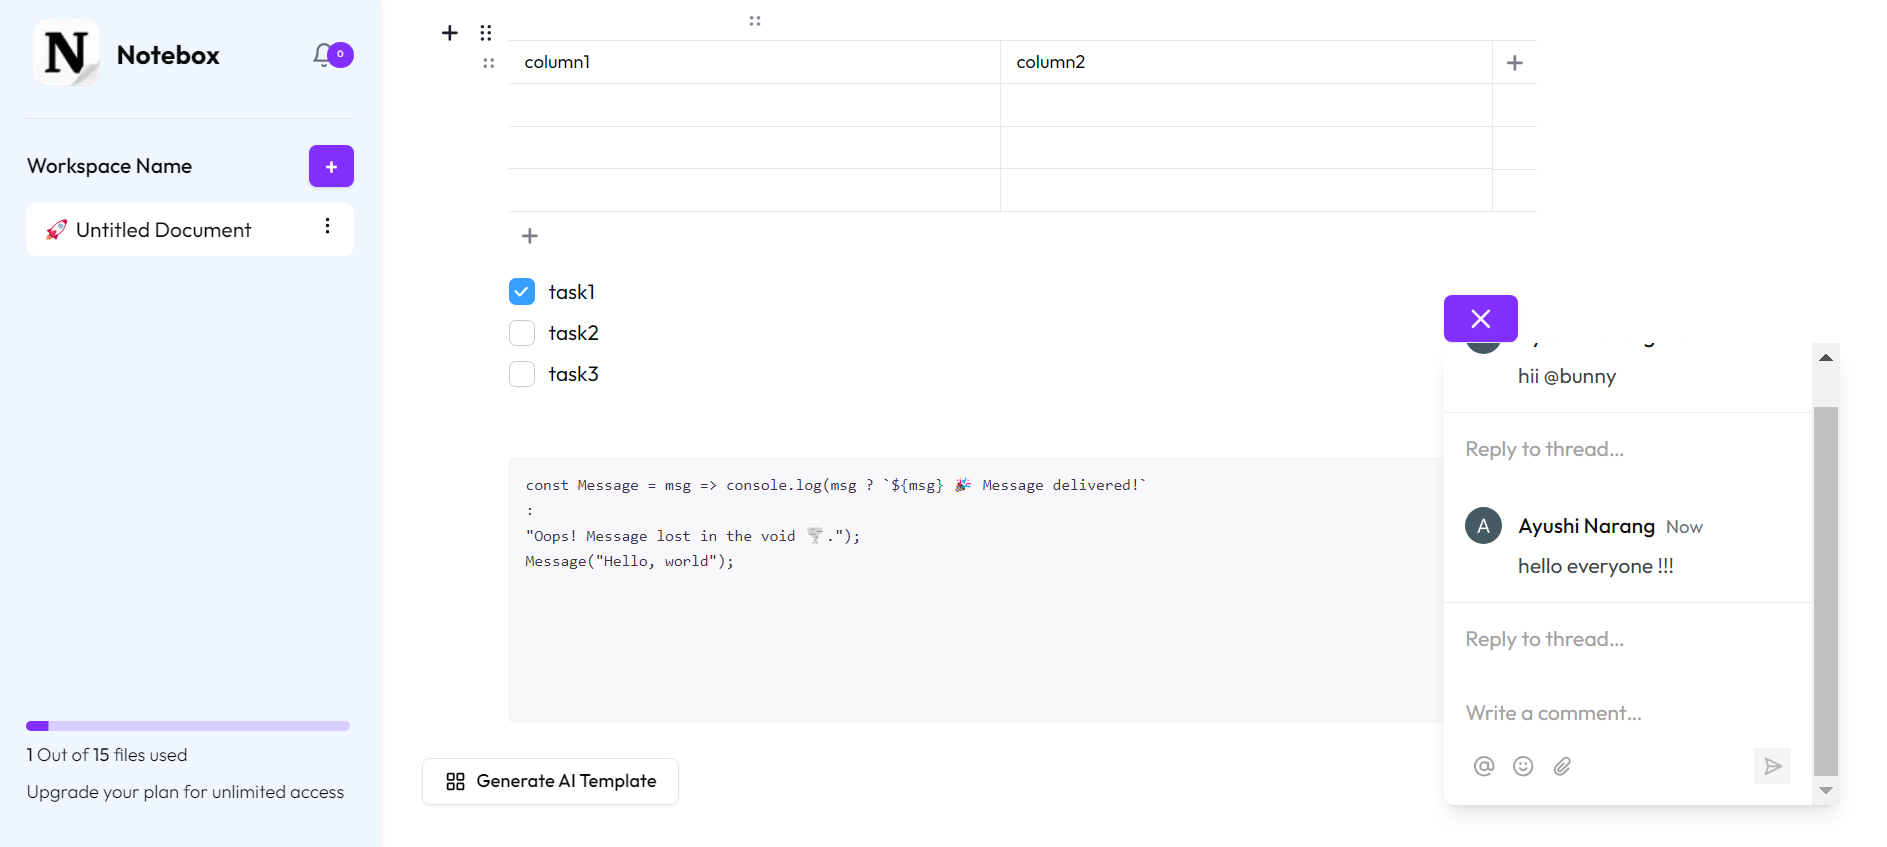 N
Notebox
0
Workspace Name
+
🚀 Untitled Document
1 Out of 15 files used
Upgrade your plan for unlimited access
column1
column2
task1
task2
task3
const Message = msg => console.log(msg ? `${msg} 🎉 Message delivered!`
:
"Oops! Message lost in the void 🌪️.");
Message("Hello, world");
Generate AI Template
hii @bunny
Reply to thread…
A
Ayushi Narang Now
hello everyone !!!
Reply to thread…
Write a comment…